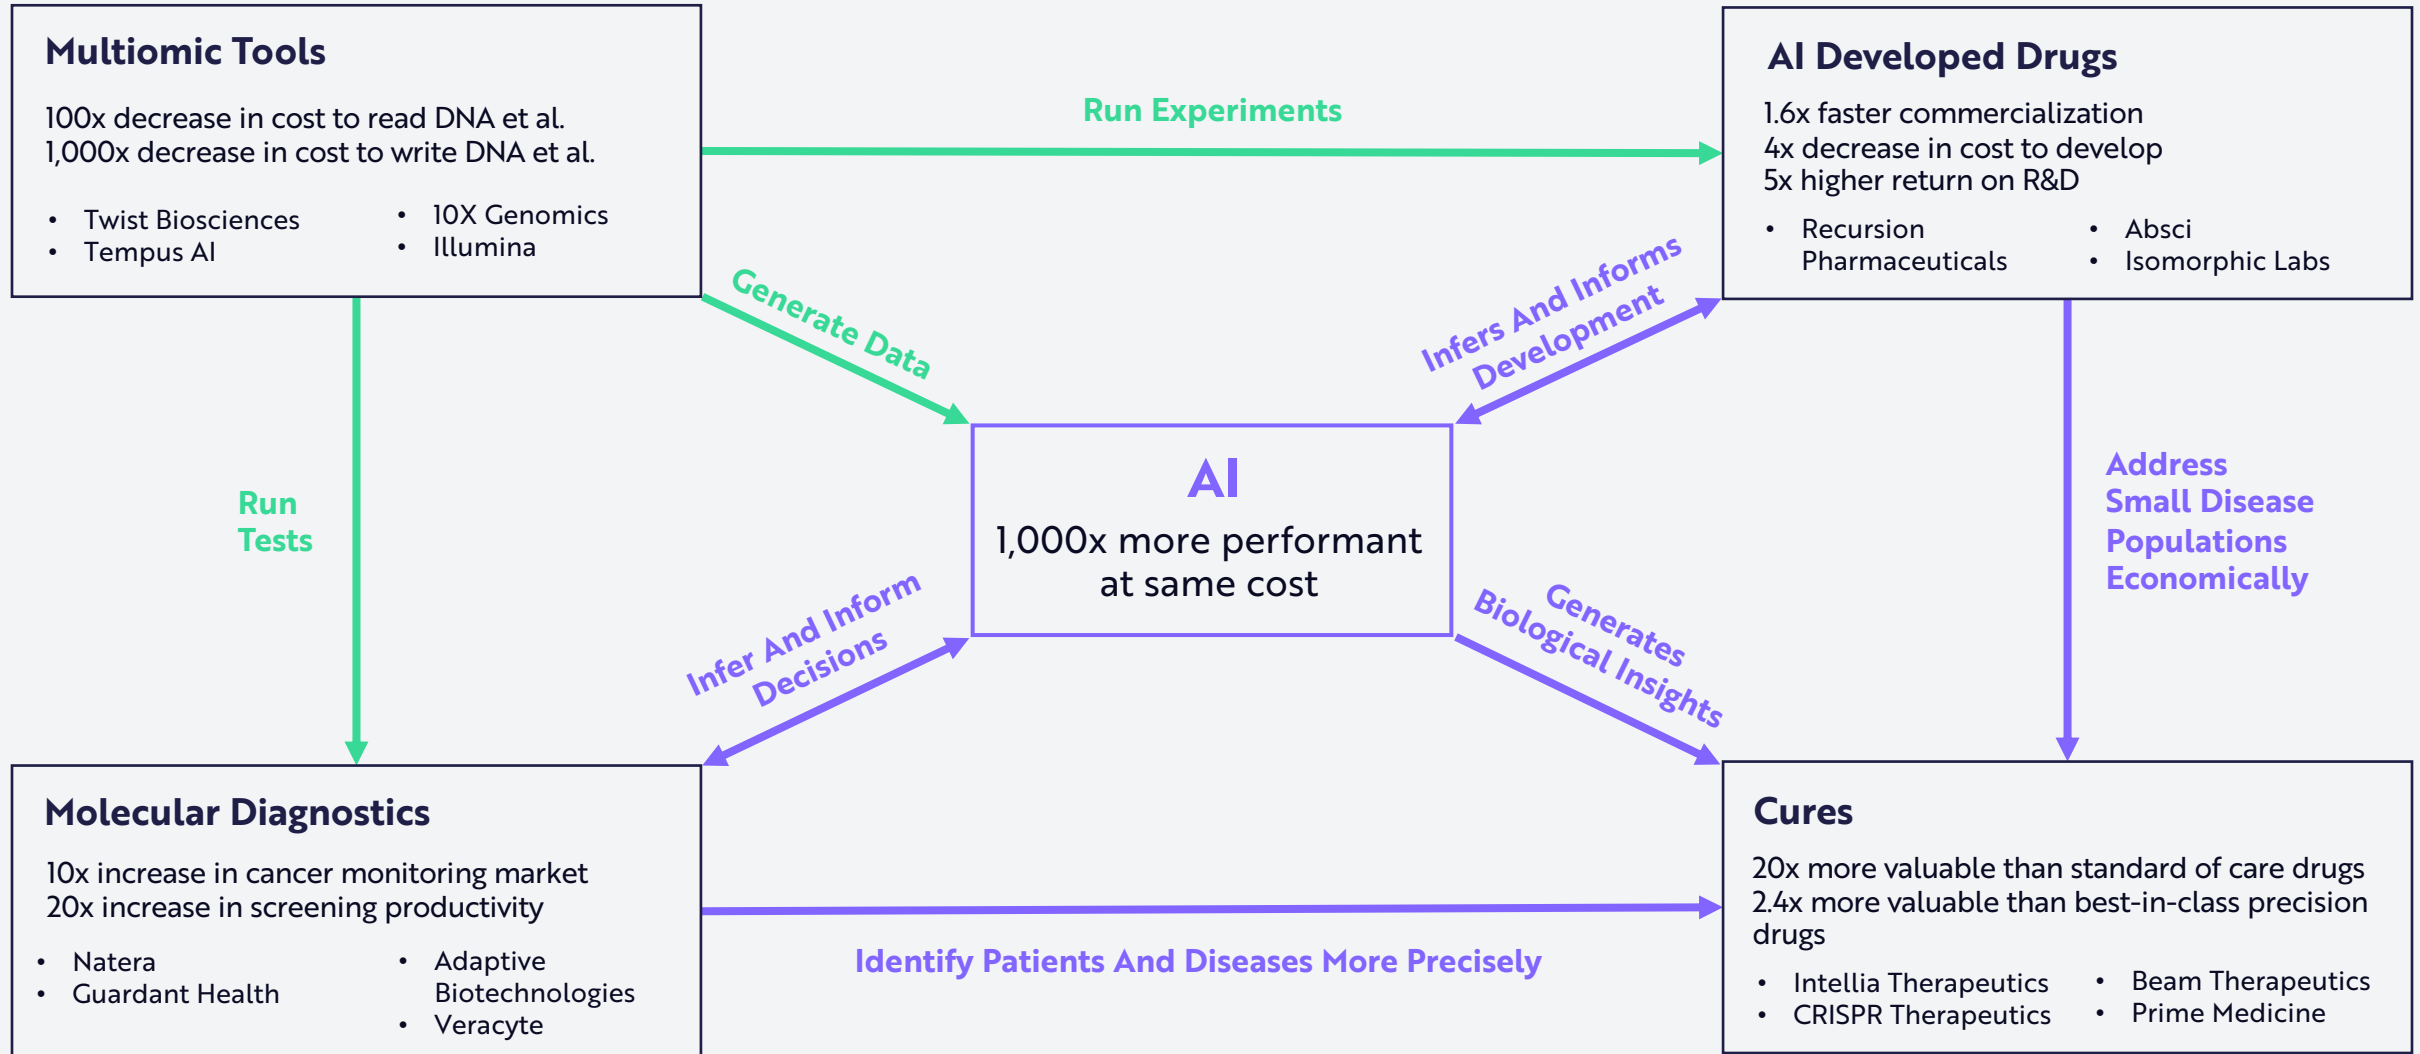 Multiomic Tools
100x decrease in cost to read DNA et al.
1,000x decrease in cost to write DNA et al.
• Twist Biosciences
• Tempus AI
• 10X Genomics
• Illumina
Run Experiments
AI Developed Drugs
1.6x faster commercialization
4x decrease in cost to develop
5x higher return on R&D
• Recursion
Pharmaceuticals
• Absci
• Isomorphic Labs
Generate Data
Infers And Informs
Development
Run
Tests
AI
1,000x more performant
at same cost
Address
Small Disease
Populations
Economically
Infer And Inform
Decisions
Generates
Biological Insights
Molecular Diagnostics
10x increase in cancer monitoring market
20x increase in screening productivity
• Natera
• Guardant Health
• Adaptive
Biotechnologies
• Veracyte
Identify Patients And Diseases More Precisely
Cures
20x more valuable than standard of care drugs
2.4x more valuable than best-in-class precision
drugs
• Intellia Therapeutics
• CRISPR Therapeutics
• Beam Therapeutics
• Prime Medicine